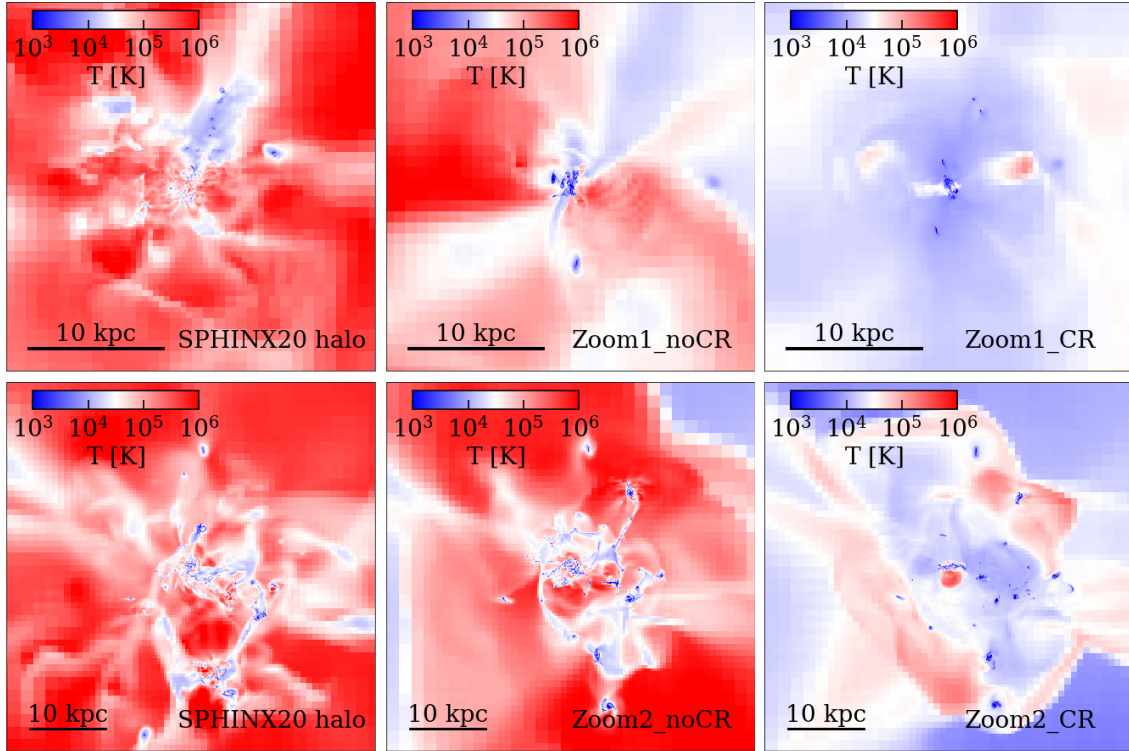 10³ 10⁴ 10⁵ 10⁶
T [K]
10 kpc
SPHINX20 halo
10³ 10⁴ 10⁵ 10⁶
T [K]
10 kpc
Zoom1_noCR
10³ 10⁴ 10⁵ 10⁶
T [K]
10 kpc
Zoom1_CR
10³ 10⁴ 10⁵ 10⁶
T [K]
10 kpc
SPHINX20 halo
10³ 10⁴ 10⁵ 10⁶
T [K]
10 kpc
Zoom2_noCR
10³ 10⁴ 10⁵ 10⁶
T [K]
10 kpc
Zoom2_CR